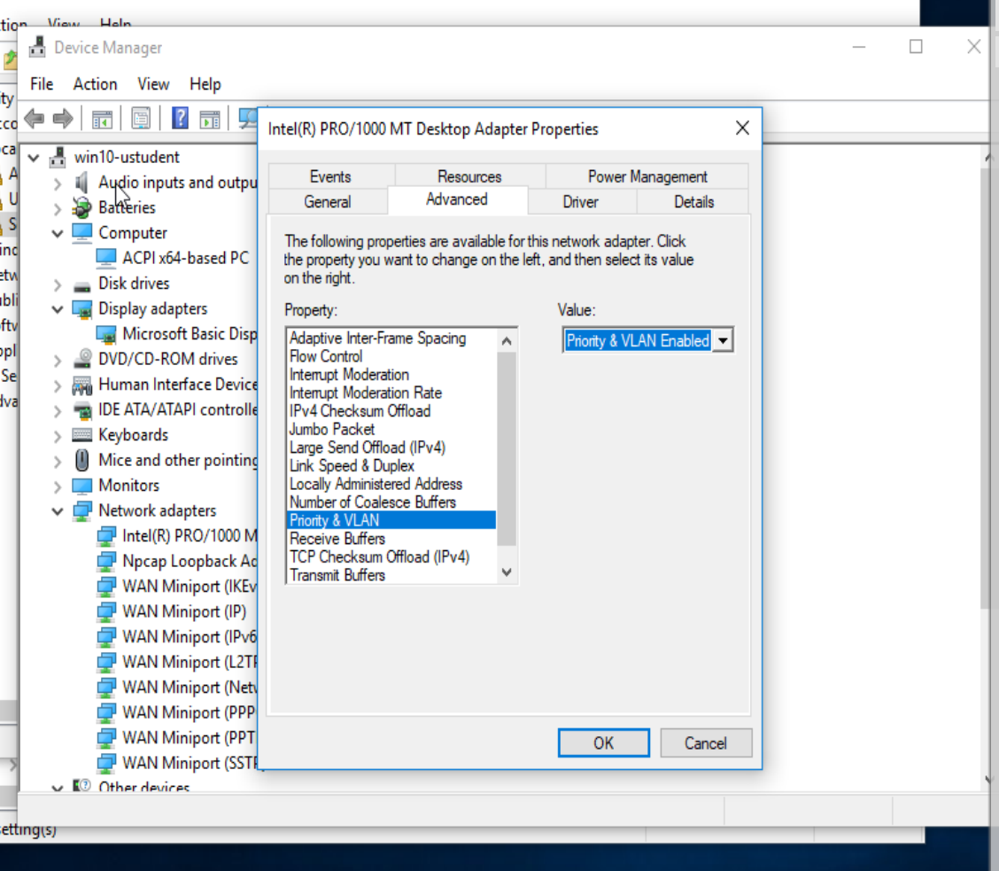 View Help
Device Manager
File Action View Help
win10-ustudent
Audio inputs and outpu
Batteries
Computer
ACPI x64-based PC
Disk drives
Display adapters
Microsoft Basic Disp
DVD/CD-ROM drives
Human Interface Device
IDE ATA/ATAPI controlle
Keyboards
Mice and other pointing
Monitors
Network adapters
Intel(R) PRO/1000 M
Npcap Loopback Ad
WAN Miniport (IKEv
WAN Miniport (IP)
WAN Miniport (IPv6
WAN Miniport (L2TP
WAN Miniport (Netw
WAN Miniport (PPP
WAN Miniport (PPT
WAN Miniport (SSTP
Other devices
Intel(R) PRO/1000 MT Desktop Adapter Properties
Events Resources Power Management
General Advanced Driver Details
The following properties are available for this network adapter. Click
the property you want to change on the left, and then select its value
on the right.
Property:
Adaptive Inter-Frame Spacing
Flow Control
Interrupt Moderation
Interrupt Moderation Rate
IPv4 Checksum Offload
Jumbo Packet
Large Send Offload (IPv4)
Link Speed & Duplex
Locally Administered Address
Number of Coalesce Buffers
Priority & VLAN
Receive Buffers
TCP Checksum Offload (IPv4)
Transmit Buffers
Value:
Priority & VLAN Enabled
OK Cancel
etting(s)